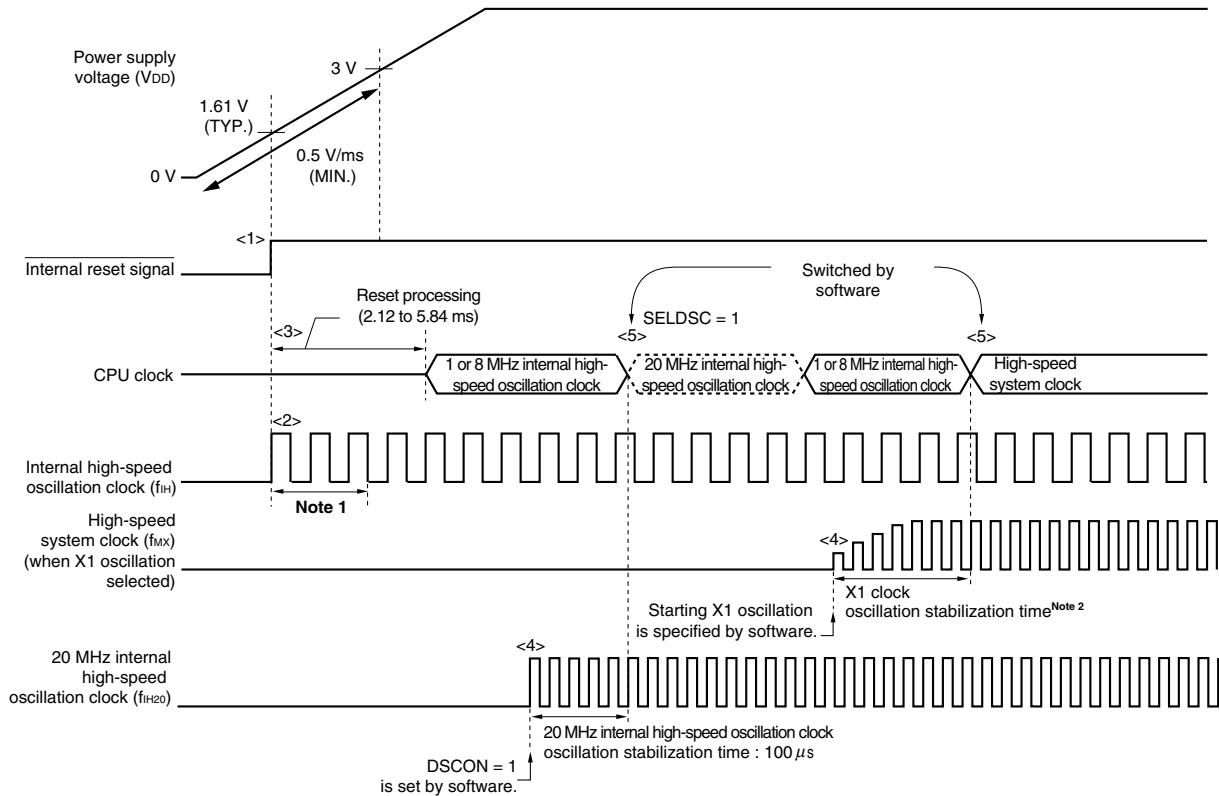 Power supply
voltage (VDD)
3 V
1.61 V
(TYP.)
0.5 V/ms
(MIN.)
0 V
<1>
Internal reset signal
Reset processing
(2.12 to 5.84 ms)
<3>
Switched by
software
<5>
SELDSC = 1
<5>
CPU clock
1 or 8 MHz internal high-
speed oscillation clock
20 MHz internal high-
speed oscillation clock
1 or 8 MHz internal high-
speed oscillation clock
High-speed
system clock
<2>
Internal high-speed
oscillation clock (fIH)
Note 1
High-speed
system clock (fMX)
(when X1 oscillation
selected)
<4>
X1 clock
oscillation stabilization time Note 2
Starting X1 oscillation
is specified by software.
20 MHz internal
high-speed
oscillation clock (fIH20)
<4>
20 MHz internal high-speed oscillation clock
oscillation stabilization time : 100 μs
DSCON = 1
is set by software.